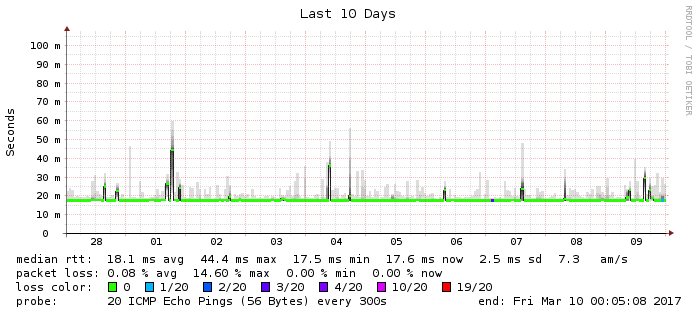 Last 10 Days
RRDTOOL / TOBI OETIKER
Seconds
100 m
90 m
80 m
70 m
60 m
50 m
40 m
30 m
20 m
10 m
0
28 01 02 03 04 05 06 07 08 09
median rtt: 18.1 ms avg 44.4 ms max 17.5 ms min 17.6 ms now 2.5 ms sd 7.3 am/s
packet loss: 0.08 % avg 14.60 % max 0.00 % min 0.00 % now
loss color: 0 1/20 2/20 3/20 4/20 10/20 19/20
probe: 20 ICMP Echo Pings (56 Bytes) every 300s end: Fri Mar 10 00:05:08 2017